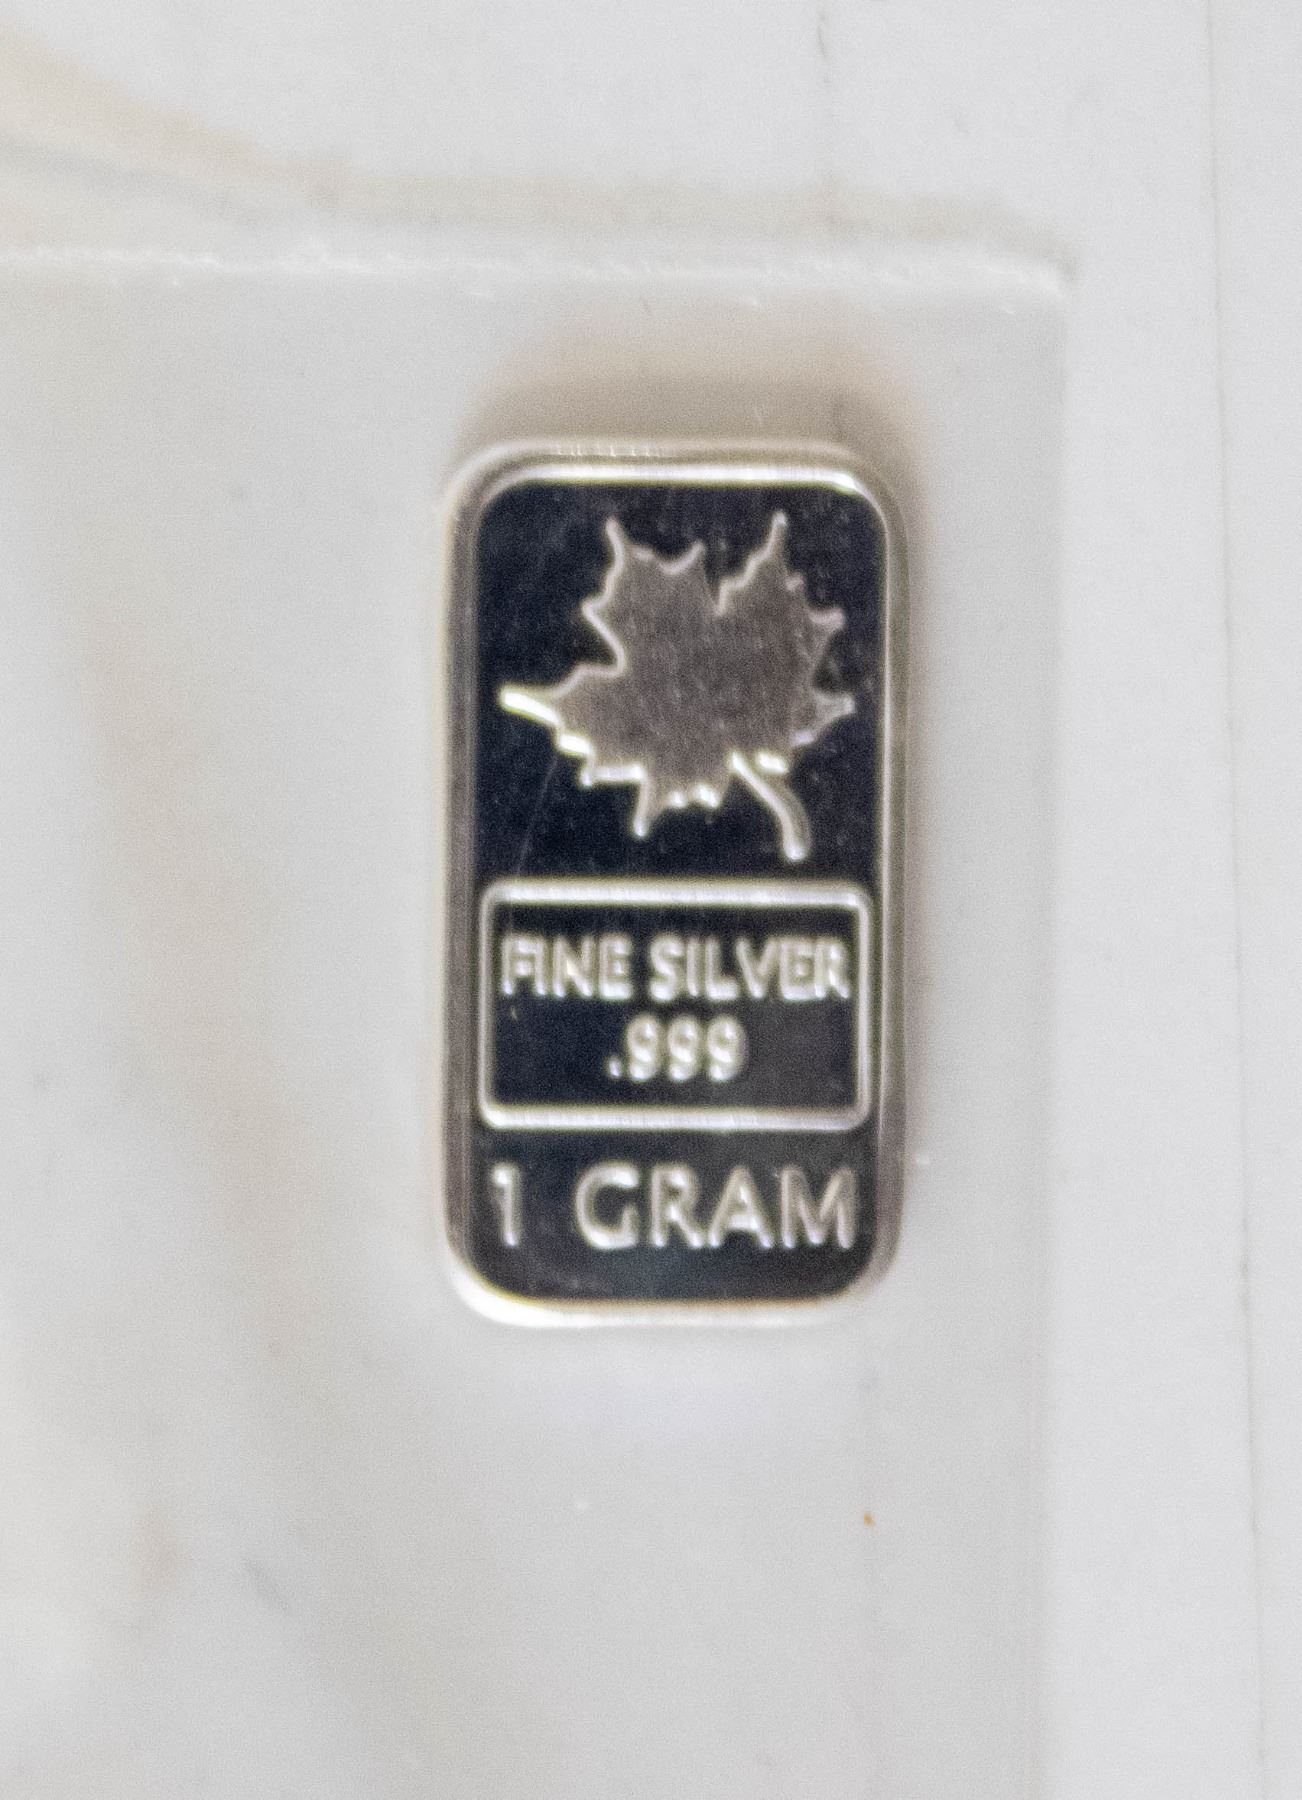 FINE SILVER
.999
1 GRAM